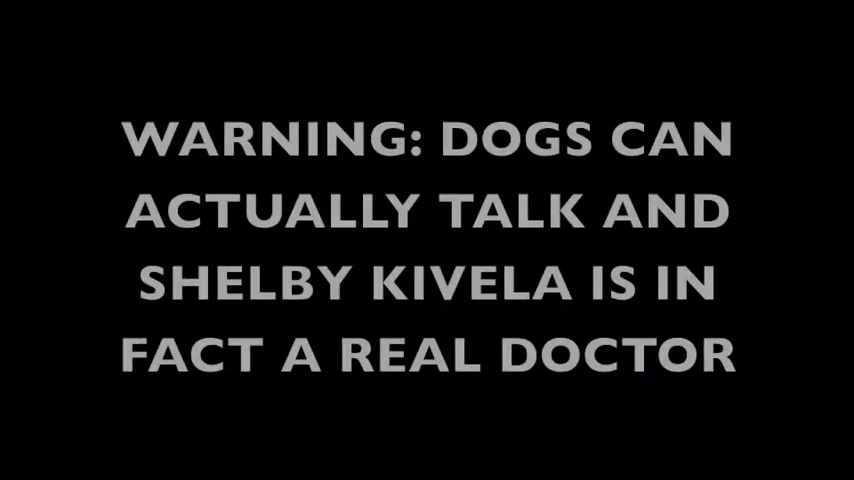 WARNING: DOGS CAN
ACTUALLY TALK AND
SHELBY KIVELA IS IN
FACT A REAL DOCTOR